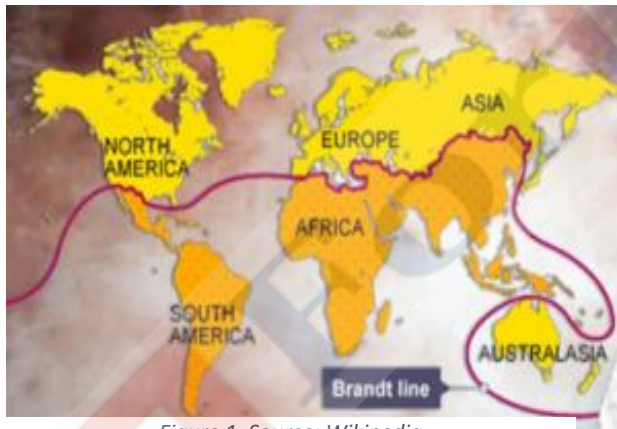 NORTH
AMERICA
EUROPE
ASIA
AFRICA
SOUTH
AMERICA
AUSTRALASIA
Brandt line
Figure 1. Source: Wikipedia